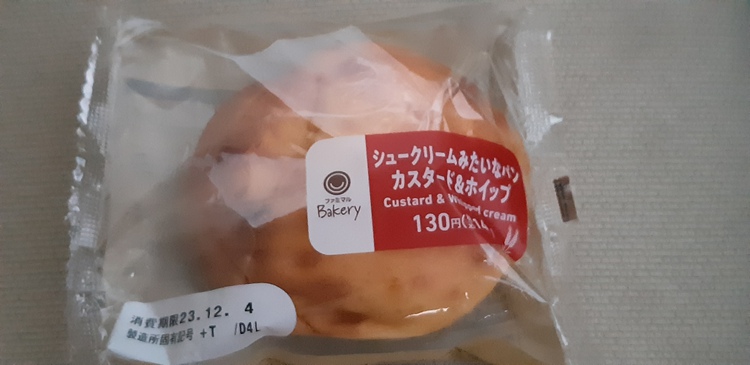 シュークリームみたいなパン
カスタード&ホイップ
Custard & Whipped cream
130円
ファミマル
Bakery
消費期限23.12. 4
製造所固有記号 +T /D4L